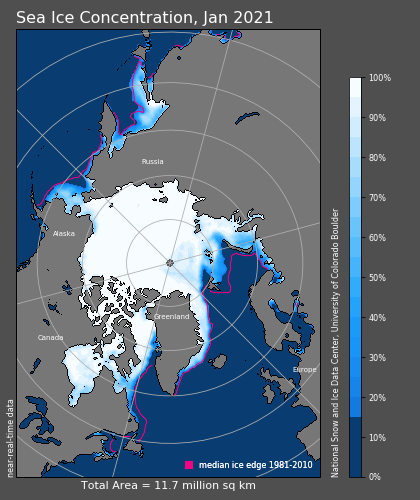 Sea Ice Concentration, Jan 2021
100%
90%
80%
70%
60%
50%
40%
30%
20%
10%
0%
Russia
Alaska
Canada
Greenland
Europe
median ice edge 1981-2010
near-real-time data
National Snow and Ice Data Center, University of Colorado Boulder
Total Area = 11.7 million sq km